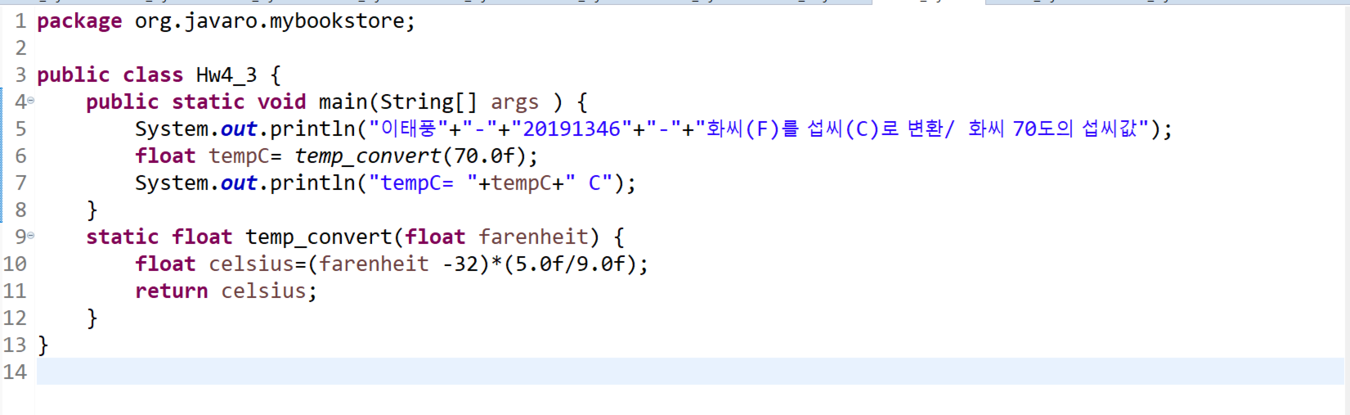 1 package org.javaro.mybookstore;
2
3 public class Hw4_3 {
4     public static void main(String[] args ) {
5         System.out.println("이태풍"+"-"+"20191346"+"-"+"화씨(F)를 섭씨(C)로 변환/ 화씨 70도의 섭씨값");
6         float tempC= temp_convert(70.0f);
7         System.out.println("tempC= "+tempC+" C");
8     }
9     static float temp_convert(float farenheit) {
10         float celsius=(farenheit -32)*(5.0f/9.0f);
11         return celsius;
12     }
13 }
14